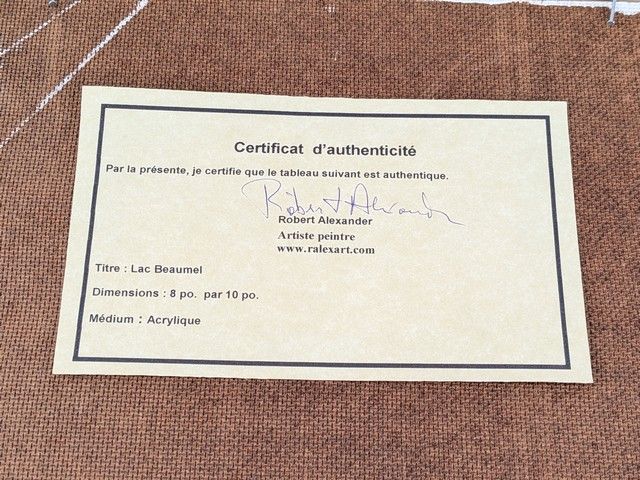 Certificat d'authenticité
Par la présente, je certifie que le tableau suivant est authentique.
Robert Alexander
Robert Alexander
Artiste peintre
www.ralexart.com
Titre : Lac Beaumel
Dimensions : 8 po. par 10 po.
Médium : Acrylique